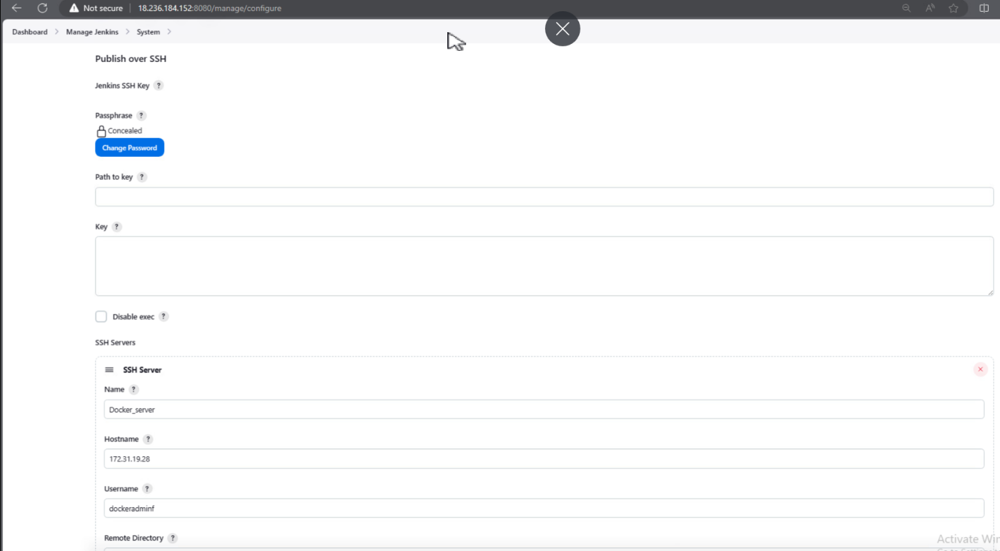 Not secure 18.236.184.152:8080/manage/configure
Dashboard > Manage Jenkins > System >
Publish over SSH
Jenkins SSH Key ?
Passphrase ?
Concealed
Change Password
Path to key ?
Key ?
Disable exec ?
SSH Servers
SSH Server
Name ?
Docker_server
Hostname ?
172.31.19.28
Username ?
dockeradminf
Remote Directory ?
Activate Win